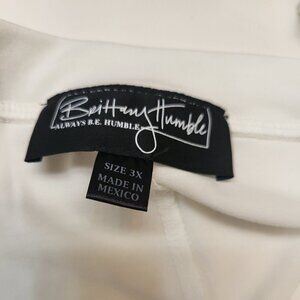 Brittany Humble
ALWAYS B.E. HUMBLE
SIZE 3X
MADE IN
MEXICO